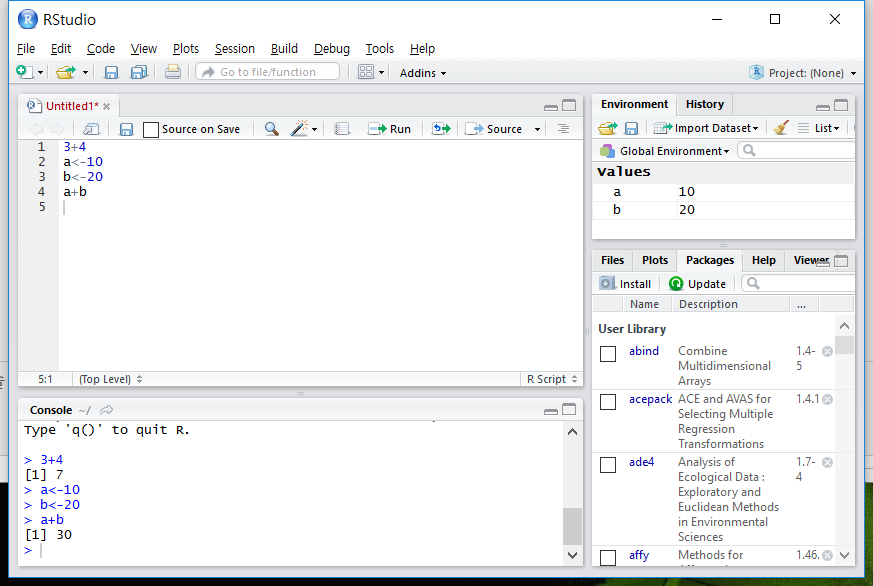 RStudio
File Edit Code View Plots Session Build Debug Tools Help
Go to file/function Addins Project: (None)
Untitled1*
Source on Save Run Source
1 3+4
2 a<-10
3 b<-20
4 a+b
5
5:1 (Top Level) R Script
Console ~/
Type 'q()' to quit R.
> 3+4
[1] 7
> a<-10
> b<-20
> a+b
[1] 30
>
Environment History
Import Dataset List
Global Environment
Values
a 10
b 20
Files Plots Packages Help Viewer
Install Update
Name Description ...
User Library
abind Combine 1.4-
Multidimensional 5
Arrays
acepack ACE and AVAS for 1.4.1
Selecting Multiple
Regression
Transformations
ade4 Analysis of 1.7-
Ecological Data : 4
Exploratory and
Euclidean Methods
in Environmental
Sciences
affy Methods for 1.46.